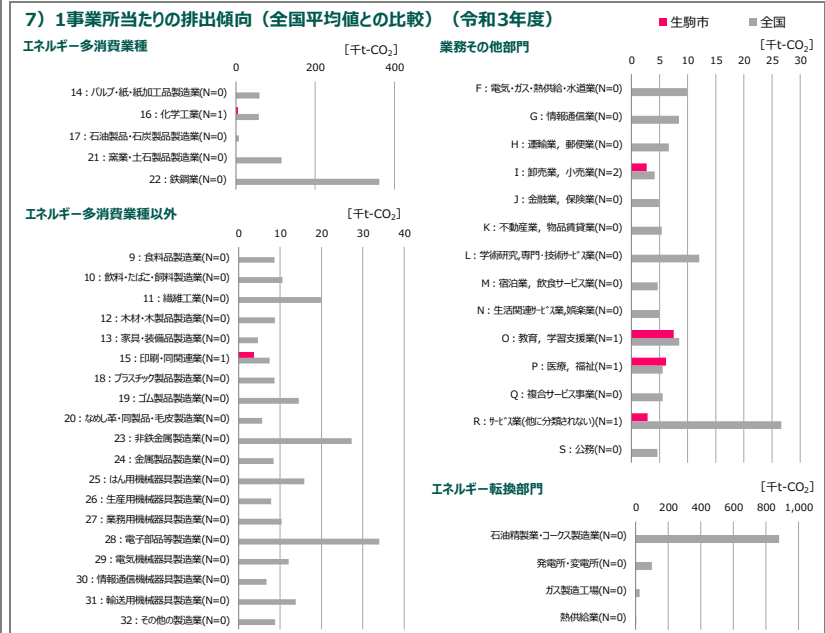 7）1事業所当たりの排出傾向（全国平均値との比較）（令和3年度）
生駒市
全国
エネルギー多消費業種
［千t-CO₂］
0 200 400
14：パルプ・紙・紙加工品製造業(N=0)
16：化学工業(N=1)
17：石油製品・石炭製品製造業(N=0)
21：窯業・土石製品製造業(N=0)
22：鉄鋼業(N=0)
エネルギー多消費業種以外
［千t-CO₂］
0 10 20 30 40
9：食料品製造業(N=0)
10：飲料・たばこ・飼料製造業(N=0)
11：繊維工業(N=0)
12：木材・木製品製造業(N=0)
13：家具・装備品製造業(N=0)
15：印刷・同関連業(N=1)
18：プラスチック製品製造業(N=0)
19：ゴム製品製造業(N=0)
20：なめし革・同製品・毛皮製造業(N=0)
23：非鉄金属製造業(N=0)
24：金属製品製造業(N=0)
25：はん用機械器具製造業(N=0)
26：生産用機械器具製造業(N=0)
27：業務用機械器具製造業(N=0)
28：電子部品等製造業(N=0)
29：電気機械器具製造業(N=0)
30：情報通信機械器具製造業(N=0)
31：輸送用機械器具製造業(N=0)
32：その他の製造業(N=0)
業務その他部門
［千t-CO₂］
0 5 10 15 20 25 30
F：電気・ガス・熱供給・水道業(N=0)
G：情報通信業(N=0)
H：運輸業，郵便業(N=0)
I：卸売業，小売業(N=2)
J：金融業，保険業(N=0)
K：不動産業，物品賃貸業(N=0)
L：学術研究,専門・技術ｻｰﾋﾞｽ業(N=0)
M：宿泊業，飲食サービス業(N=0)
N：生活関連ｻｰﾋﾞｽ業,娯楽業(N=0)
O：教育，学習支援業(N=1)
P：医療，福祉(N=1)
Q：複合サービス事業(N=0)
R：ｻｰﾋﾞｽ業(他に分類されない)(N=1)
S：公務(N=0)
エネルギー転換部門
［千t-CO₂］
0 200 400 600 800 1,000
石油精製業・コークス製造業(N=0)
発電所・変電所(N=0)
ガス製造工場(N=0)
熱供給業(N=0)